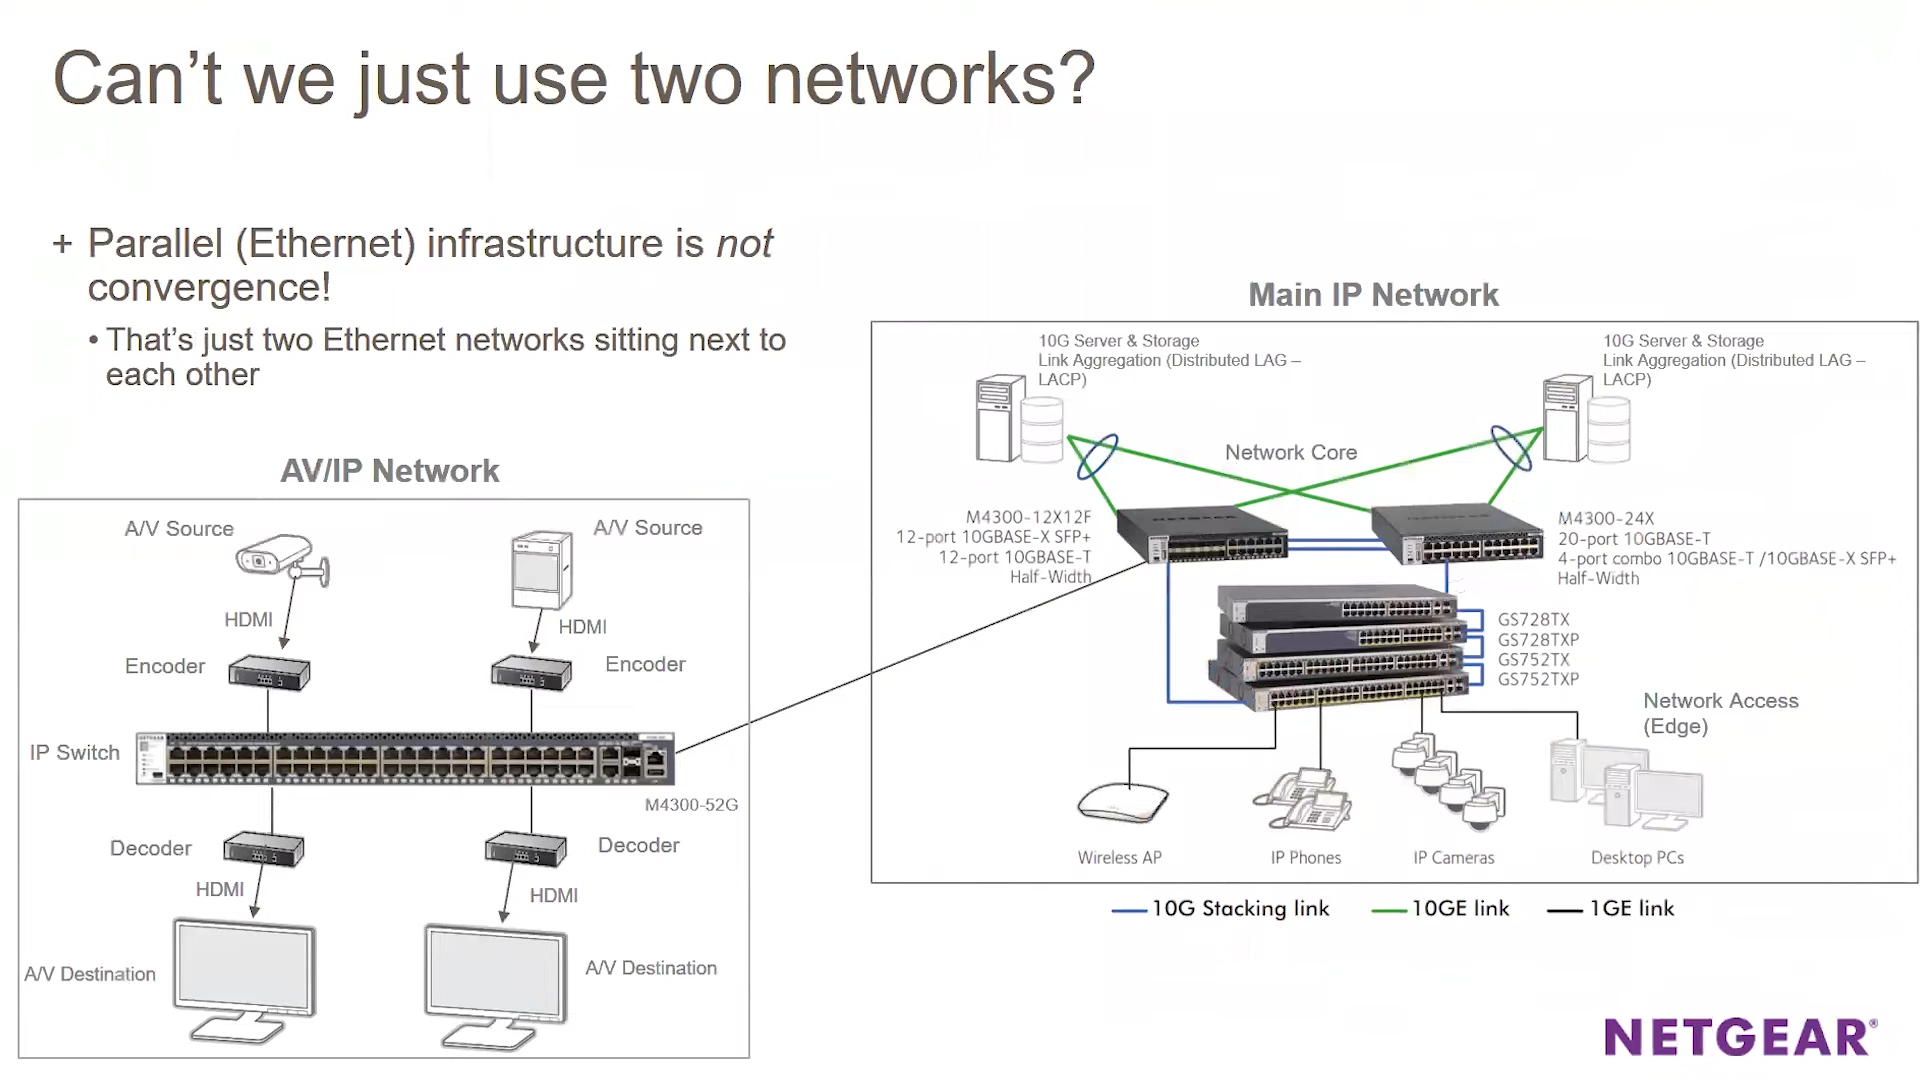 Can’t we just use two networks?
+ Parallel (Ethernet) infrastructure is not
convergence!
• That’s just two Ethernet networks sitting next to
each other
AV/IP Network
A/V Source
A/V Source
HDMI
HDMI
Encoder
Encoder
IP Switch
M4300-52G
Decoder
Decoder
HDMI
HDMI
A/V Destination
A/V Destination
Main IP Network
10G Server & Storage
Link Aggregation (Distributed LAG –
LACP)
10G Server & Storage
Link Aggregation (Distributed LAG –
LACP)
Network Core
M4300-12X12F
12-port 10GBASE-X SFP+
12-port 10GBASE-T
Half-Width
M4300-24X
20-port 10GBASE-T
4-port combo 10GBASE-T /10GBASE-X SFP+
Half-Width
GS728TX
GS728TXP
GS752TX
GS752TXP
Network Access
(Edge)
Wireless AP
IP Phones
IP Cameras
Desktop PCs
10G Stacking link
10GE link
1GE link
NETGEAR®